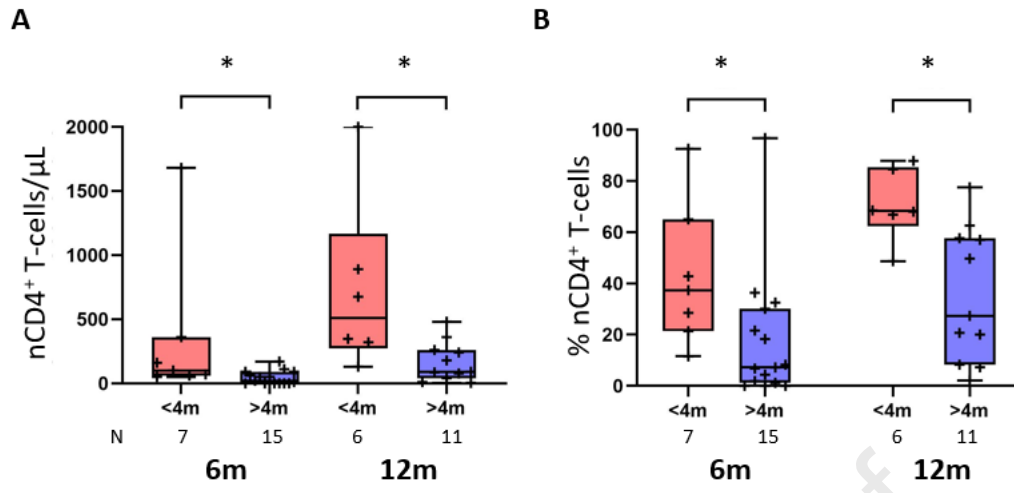 A
B
*
*
*
*
nCD4⁺ T-cells/µL
2000
1500
1000
500
0
<4m
>4m
<4m
>4m
N
7
15
6
11
6m
12m
% nCD4⁺ T-cells
100
80
60
40
20
0
<4m
>4m
<4m
>4m
7
15
6
11
6m
12m
f